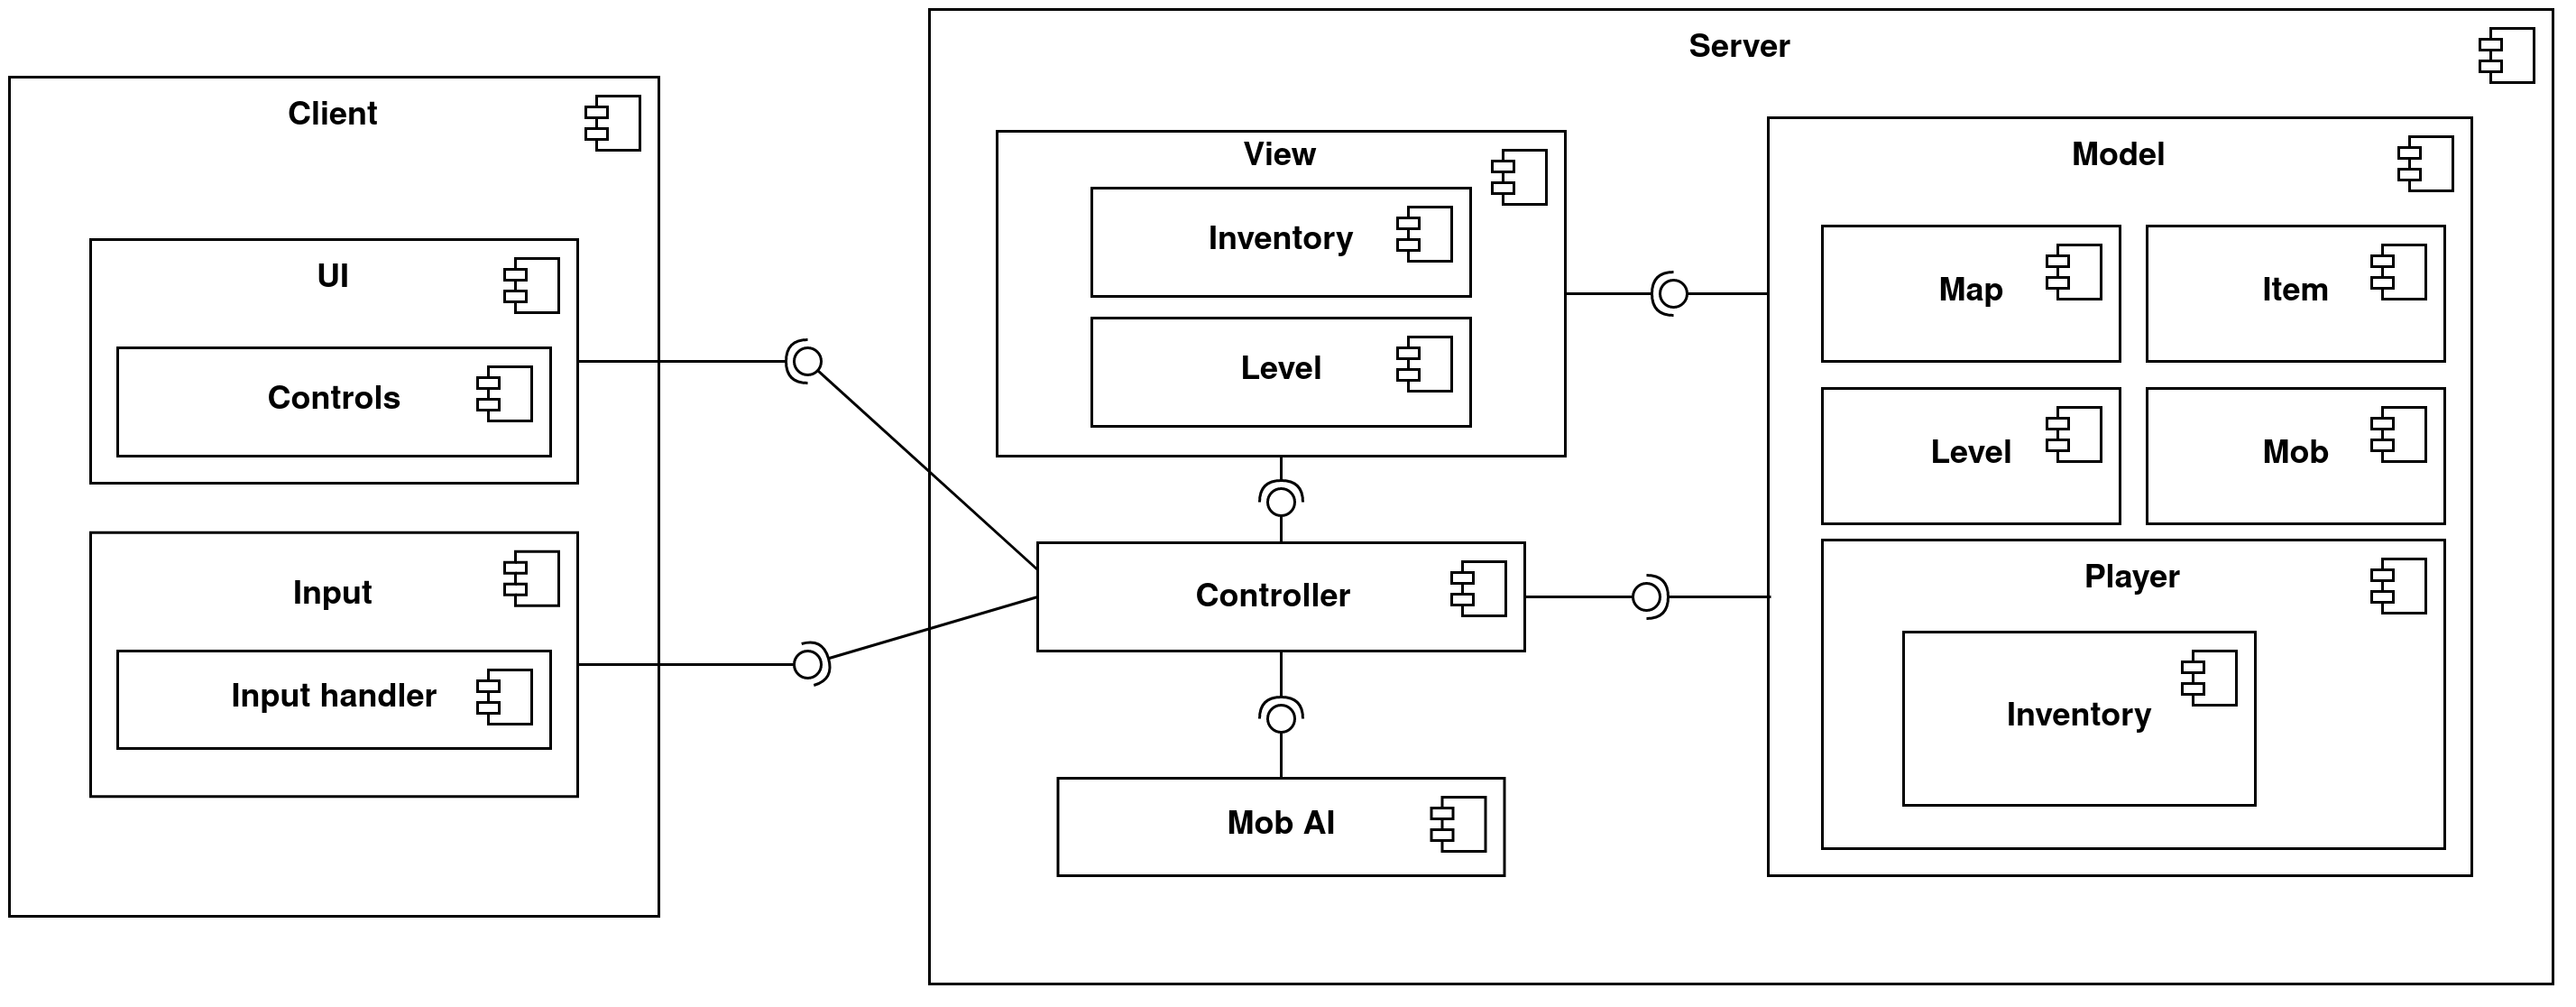 Client
UI
Controls
Input
Input handler
Server
View
Inventory
Level
Controller
Mob AI
Model
Map
Item
Level
Mob
Player
Inventory